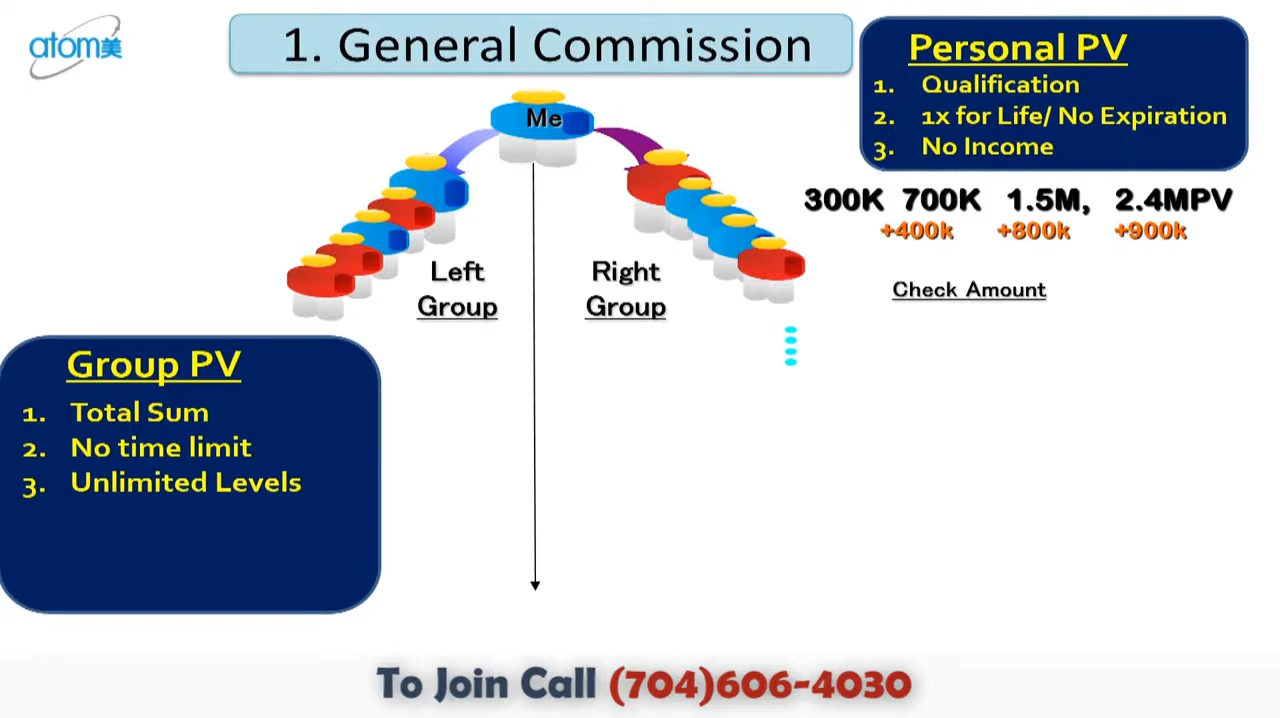 atom美
1. General Commission
Personal PV
1. Qualification
2. 1x for Life/ No Expiration
3. No Income
Me
300K 700K 1.5M, 2.4MPV
+400k +800k +900k
Check Amount
Left
Group
Right
Group
Group PV
1. Total Sum
2. No time limit
3. Unlimited Levels
To Join Call (704)606-4030